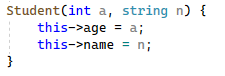 Student(int a, string n) {
    this->age = a;
    this->name = n;
}